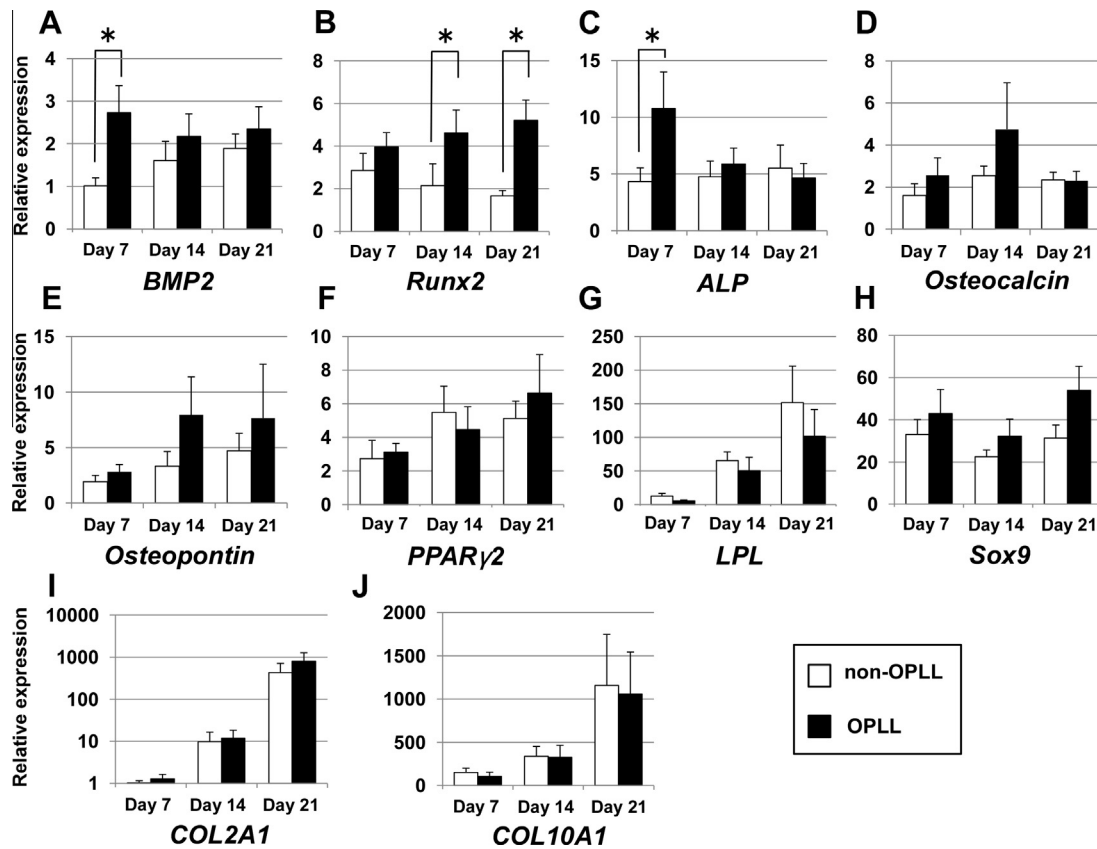 A
B
C
D
Relative expression
4
3
2
1
0
*
Day 7 Day 14 Day 21
BMP2
8
6
4
2
0
* *
Day 7 Day 14 Day 21
Runx2
15
10
5
0
*
Day 7 Day 14 Day 21
ALP
8
6
4
2
0
Day 7 Day 14 Day 21
Osteocalcin
E
F
G
H
Relative expression
15
10
5
0
Day 7 Day 14 Day 21
Osteopontin
10
8
6
4
2
0
Day 7 Day 14 Day 21
PPARγ2
250
200
150
100
50
0
Day 7 Day 14 Day 21
LPL
80
60
40
20
0
Day 7 Day 14 Day 21
Sox9
I
J
Relative expression
10000
1000
100
10
1
Day 7 Day 14 Day 21
COL2A1
2000
1500
1000
500
0
Day 7 Day 14 Day 21
COL10A1
non-OPLL
OPLL